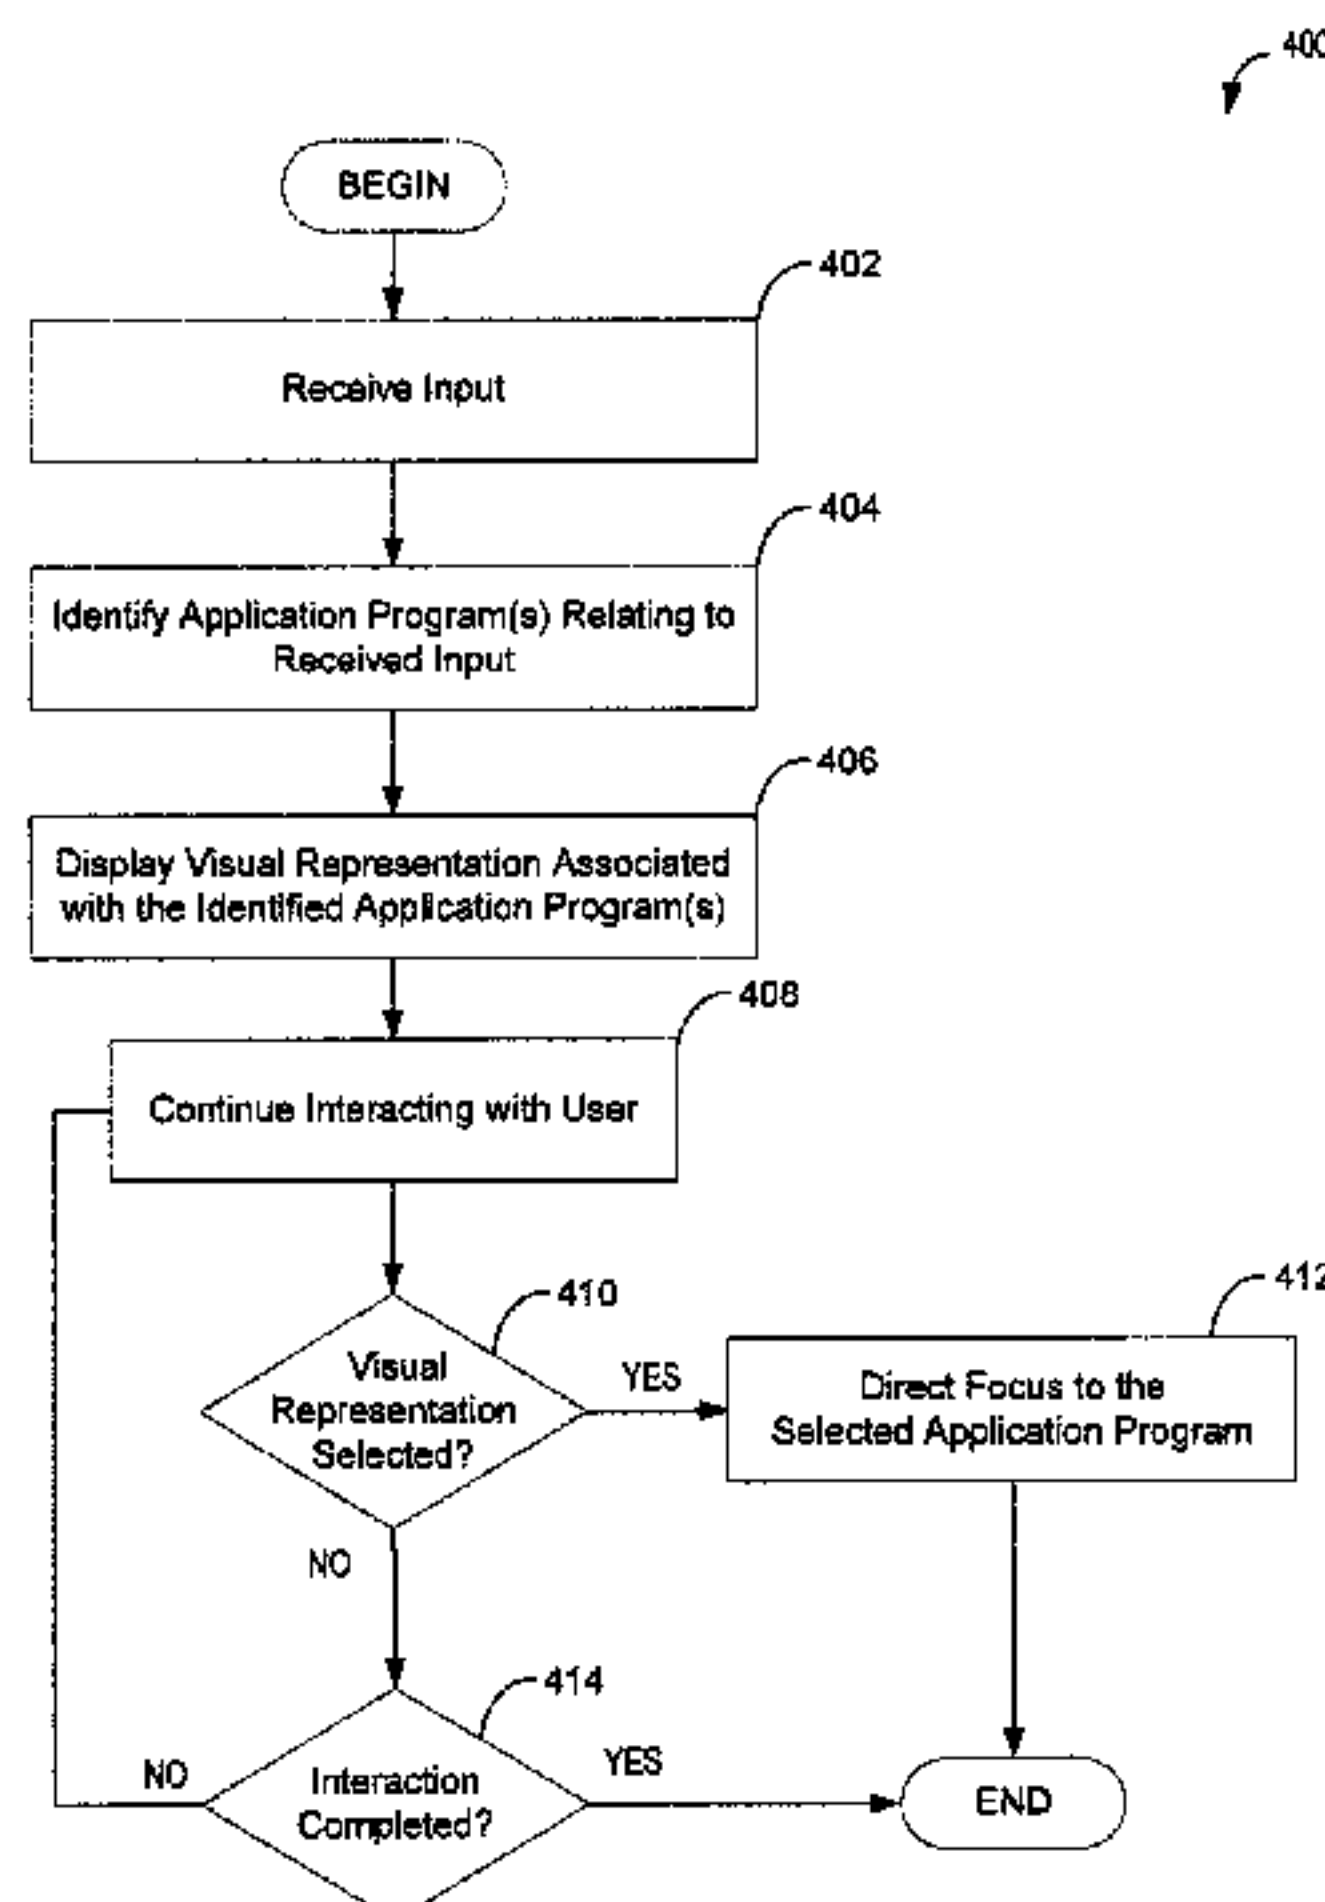 400
BEGIN
402
Receive Input
404
Identify Application Program(s) Relating to
Received Input
406
Display Visual Representation Associated
with the Identified Application Program(s)
408
Continue Interacting with User
410
Visual
Representation
Selected?
YES
412
Direct Focus to the
Selected Application Program
NO
414
Interaction
Completed?
NO
YES
END